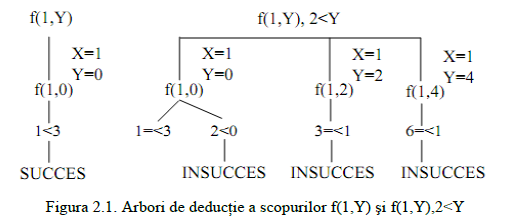 f(1,Y) f(1,Y), 2<Y
X=1 X=1 X=1 X=1
Y=0 Y=0 Y=2 Y=4
f(1,0) f(1,0) f(1,2) f(1,4)
1<3 1=<3 2<0 3=<1 6=<1
SUCCES INSUCCES INSUCCES INSUCCES
Figura 2.1. Arbori de deducţie a scopurilor f(1,Y) şi f(1,Y),2<Y